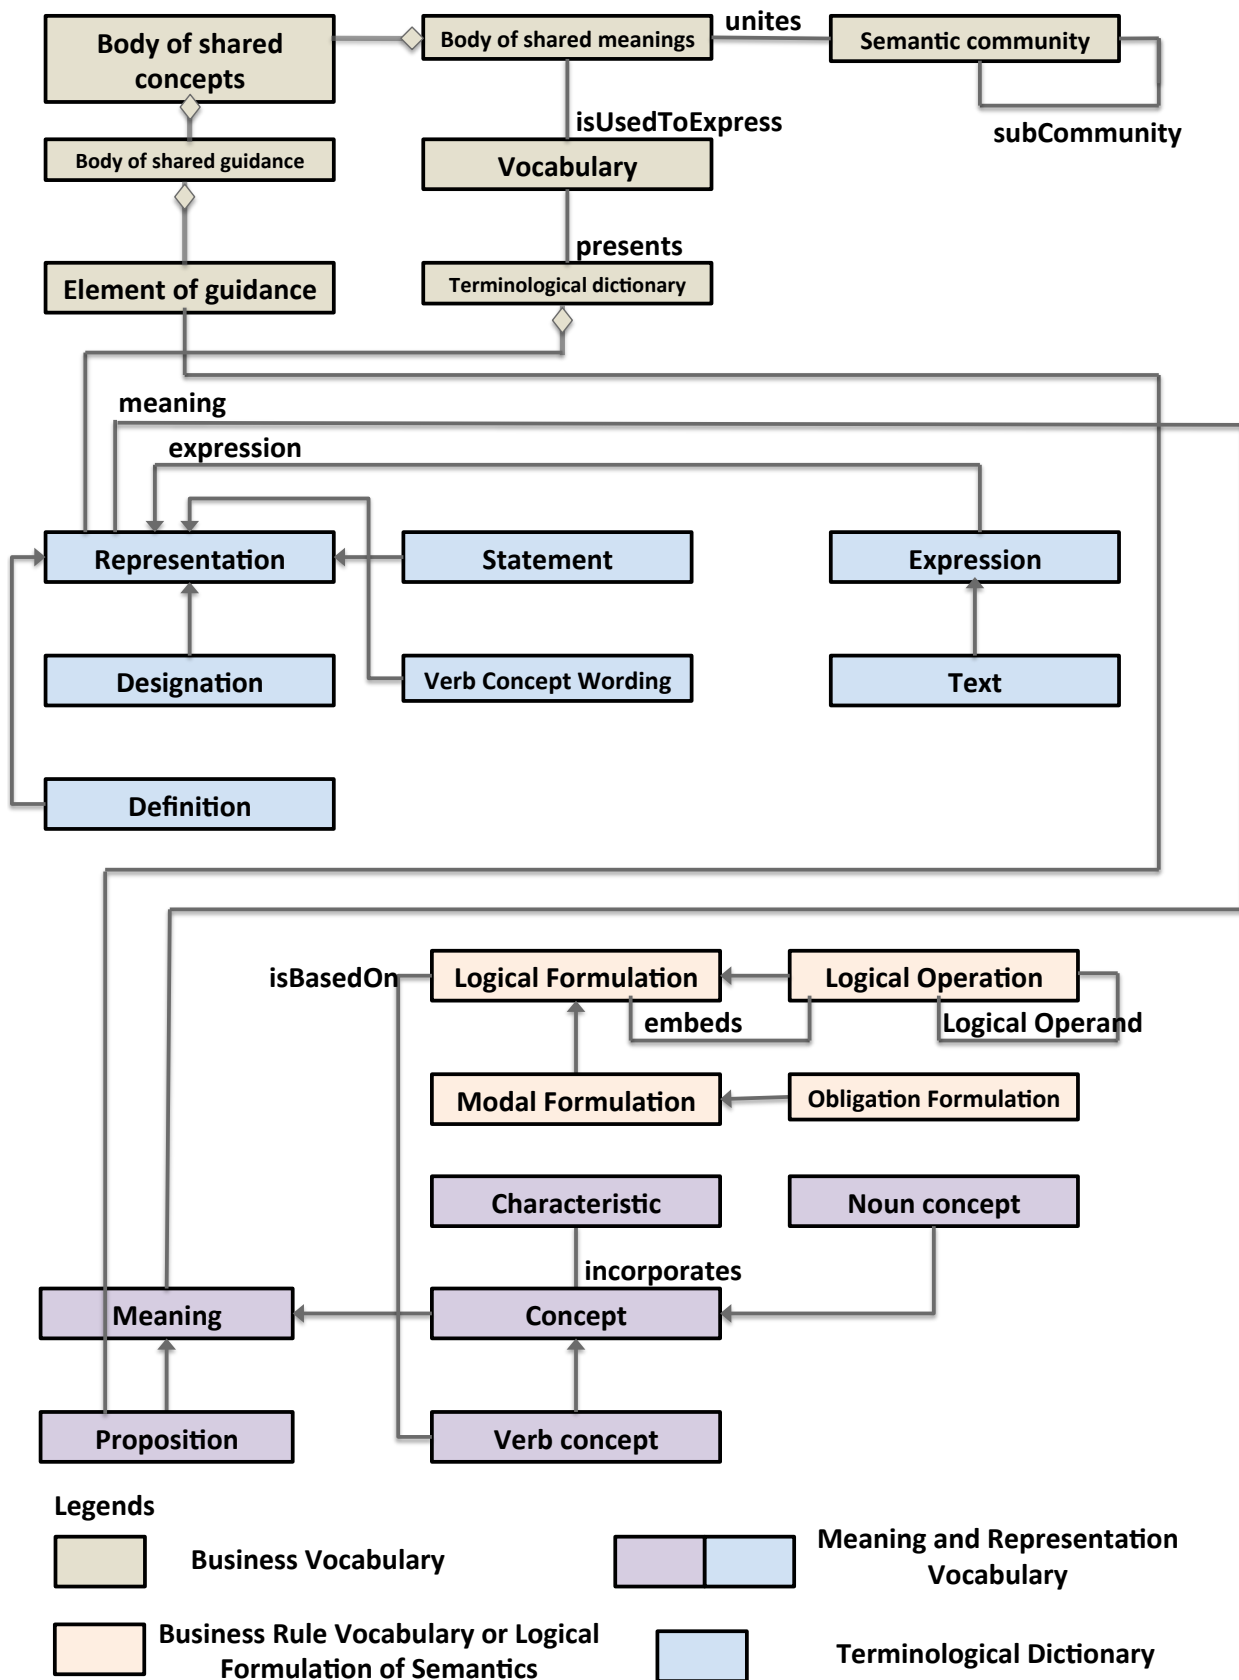 Body of shared
concepts
Body of shared meanings
unites
Semantic community
isUsedToExpress
subCommunity
Body of shared guidance
Vocabulary
presents
Element of guidance
Terminological dictionary
meaning
expression
Representation
Statement
Expression
Designation
Verb Concept Wording
Text
Definition
isBasedOn
Logical Formulation
Logical Operation
embeds
Logical Operand
Modal Formulation
Obligation Formulation
Characteristic
Noun concept
incorporates
Meaning
Concept
Proposition
Verb concept
Legends
Business Vocabulary
Meaning and Representation
Vocabulary
Business Rule Vocabulary or Logical
Formulation of Semantics
Terminological Dictionary